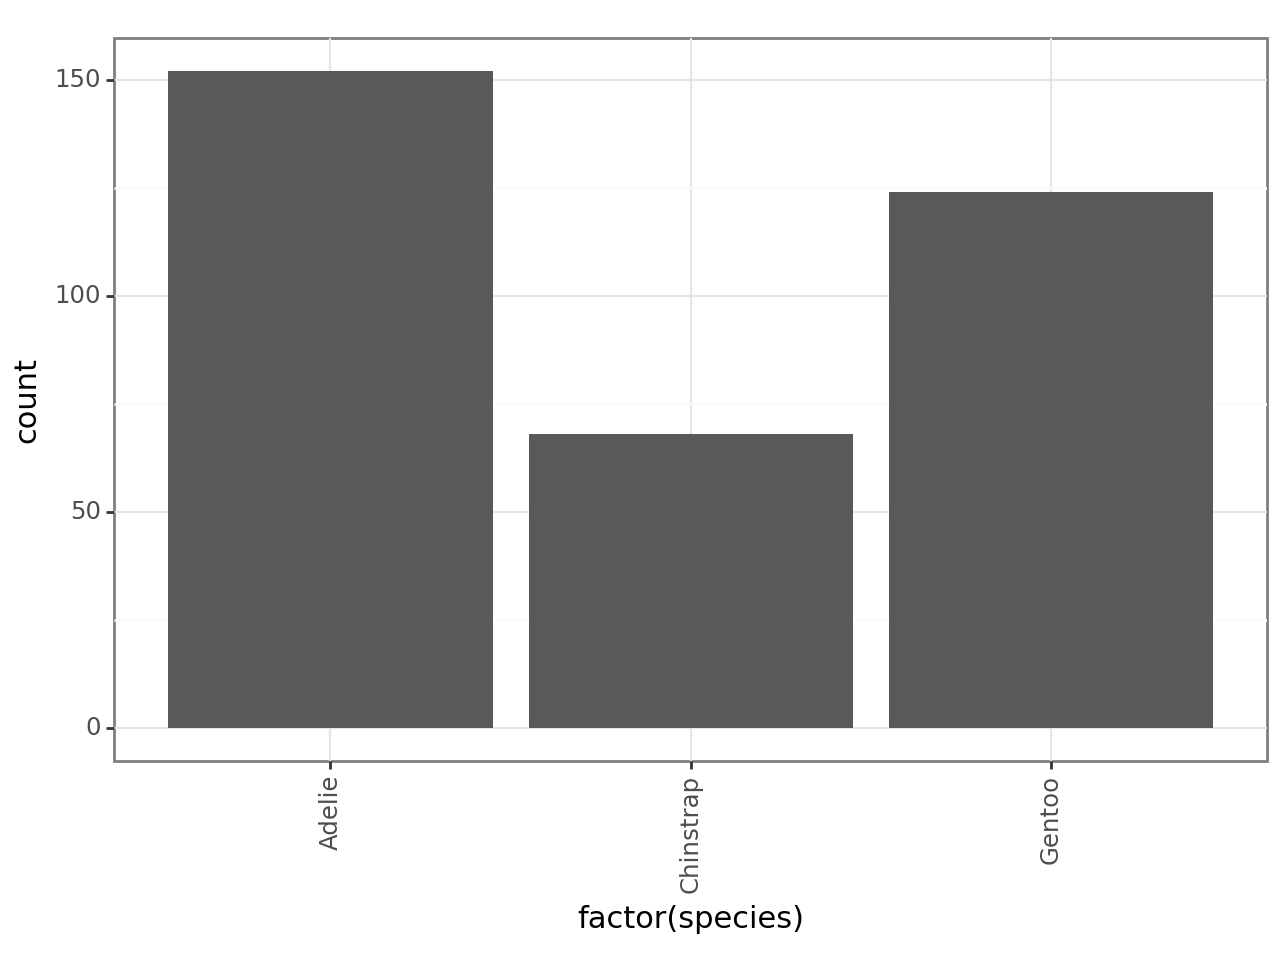 150
100
50
0
count
Adelie
Chinstrap
Gentoo
factor(species)